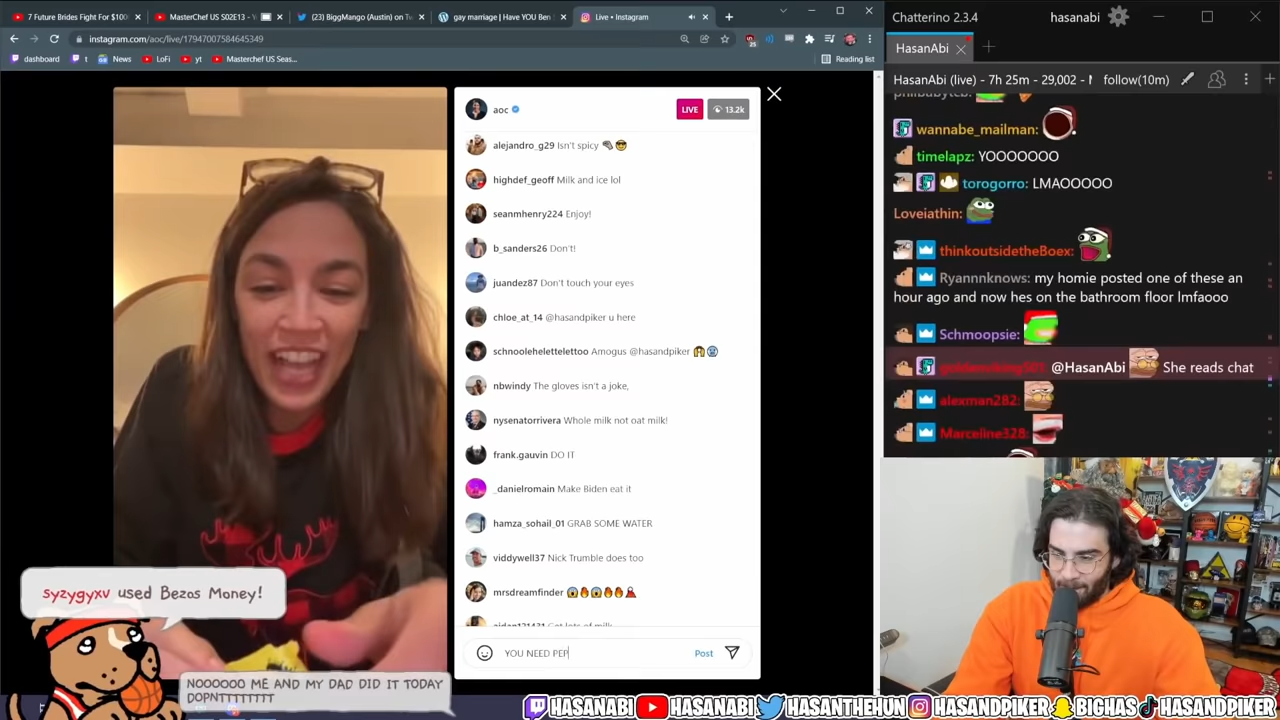 7 Future Brides Fight For $100
MasterChef US S02E13 - Y
(23) BiggMango (Austin) on Tw
gay marriage | Have YOU Ben
Live • Instagram
instagram.com/aoc/live/17947007584645349
dashboard
t
News
LoFi
yt
Masterchef US Seas...
Reading list
aoc
LIVE
13.2k
alejandro_g29 Isn't spicy
highdef_geoff Milk and ice lol
seanmhenry224 Enjoy!
b_sanders26 Don't!
juandez87 Don't touch your eyes
chloe_at_14 @hasandpiker u here
schnoolehelettelettoo Amogus @hasandpiker
nbwindy The gloves isn't a joke,
nysenatorrivera Whole milk not oat milk!
frank.gauvin DO IT
_danielromain Make Biden eat it
hamza_sohail_01 GRAB SOME WATER
viddywell37 Nick Trumble does too
mrsdreamfinder
Got lots of milk
YOU NEED PEP
Post
syzygyxv used Bezos Money!
NOOOOOO ME AND MY DAD DID IT TODAY
DOPNTTTTTTTT
Chatterino 2.3.4
hasanabi
HasanAbi
HasanAbi (live) - 7h 25m - 29,002 -
follow(10m)
wannabe_mailman:
timelapz: YOOOOOOO
torogorro: LMAOOOOO
Loveiathin:
thinkoutsidetheBoex:
Ryannnknows: my homie posted one of these an
hour ago and now hes on the bathroom floor lmfaooo
Schmoopsie:
@HasanAbi She reads chat
alexman282:
Marceline328:
HASANABI
HASANABI
HASANTHEHUN
HASANDPIKER
BIGHAS
HASANDPIKER